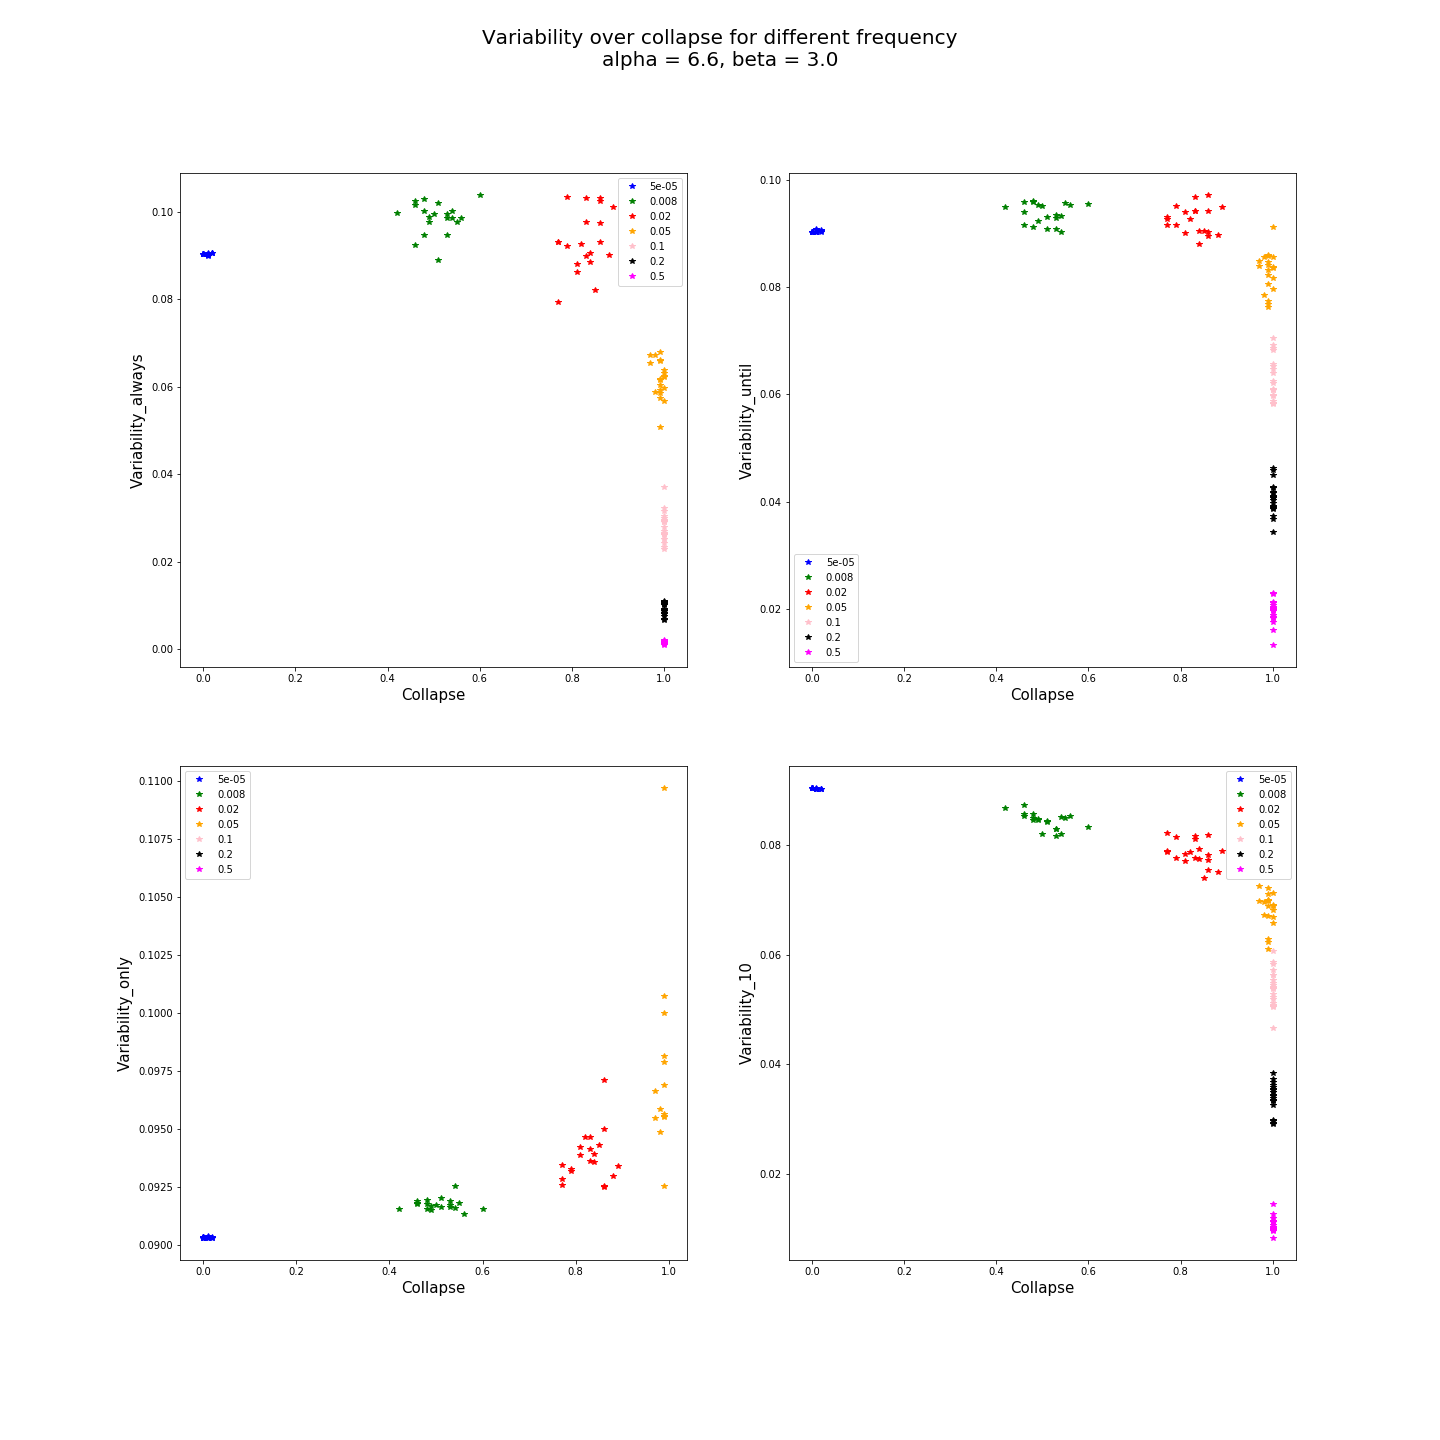 Variability over collapse for different frequency
alpha = 6.6, beta = 3.0
Variability_always
0.10
0.08
0.06
0.04
0.02
0.00
5e-05
0.008
0.02
0.05
0.1
0.2
0.5
0.0 0.2 0.4 0.6 0.8 1.0
Collapse
Variability_until
0.10
0.08
0.06
0.04
0.02
5e-05
0.008
0.02
0.05
0.1
0.2
0.5
0.0 0.2 0.4 0.6 0.8 1.0
Collapse
Variability_only
0.1100
0.1075
0.1050
0.1025
0.1000
0.0975
0.0950
0.0925
0.0900
5e-05
0.008
0.02
0.05
0.1
0.2
0.5
0.0 0.2 0.4 0.6 0.8 1.0
Collapse
Variability_10
0.08
0.06
0.04
0.02
5e-05
0.008
0.02
0.05
0.1
0.2
0.5
0.0 0.2 0.4 0.6 0.8 1.0
Collapse